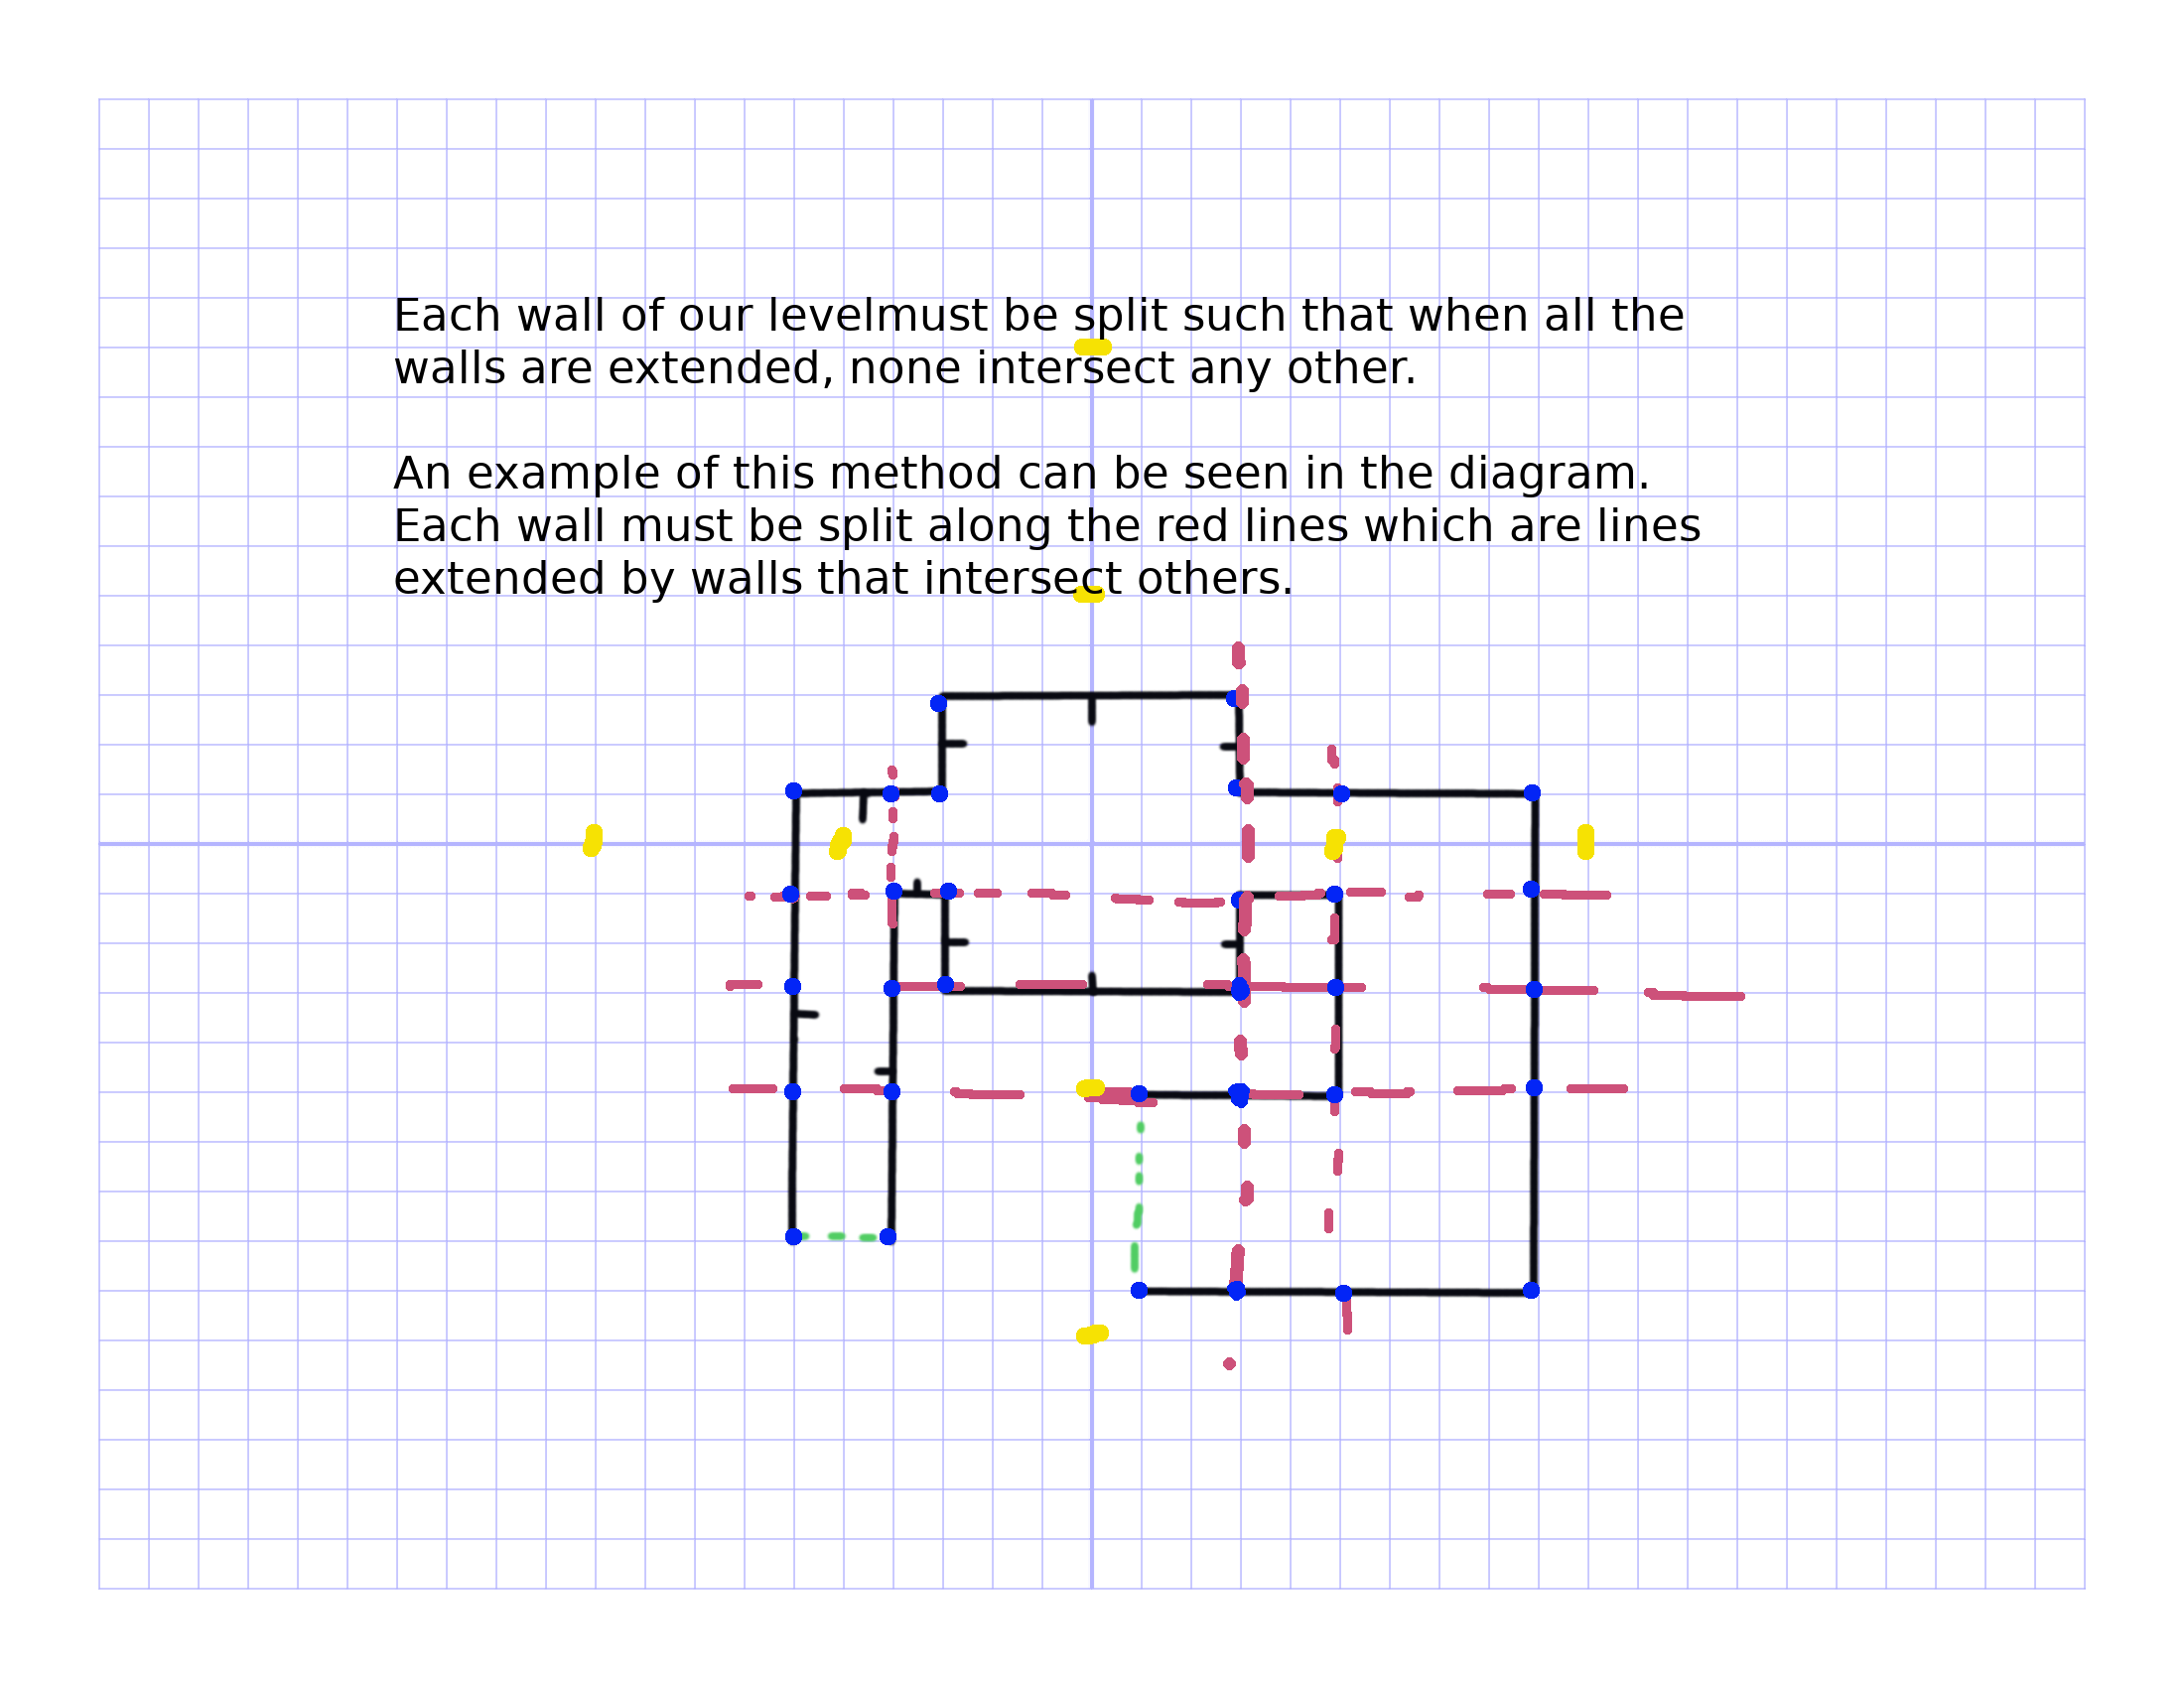 Each wall of our levelmust be split such that when all the
walls are extended, none intersect any other.
An example of this method can be seen in the diagram.
Each wall must be split along the red lines which are lines
extended by walls that intersect others.